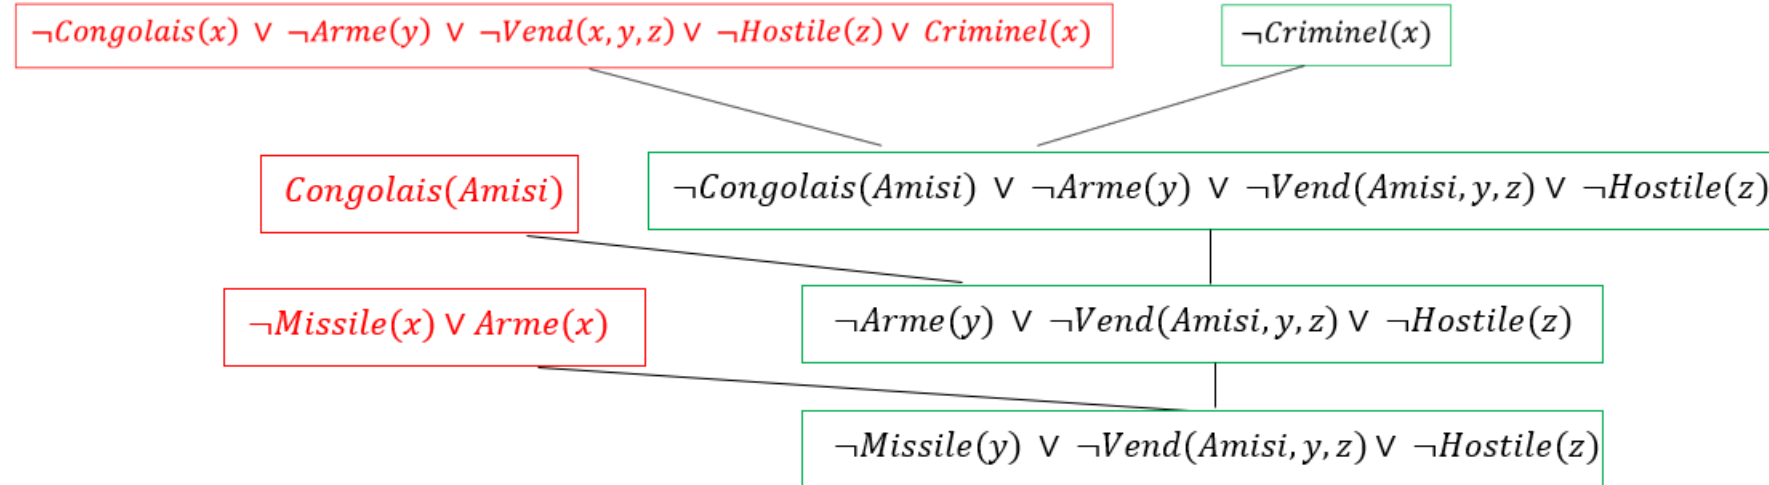 ¬Congolais(x) ∨ ¬Arme(y) ∨ ¬Vend(x, y, z) ∨ ¬Hostile(z) ∨ Criminel(x)
¬Criminel(x)
Congolais(Amisi)
¬Congolais(Amisi) ∨ ¬Arme(y) ∨ ¬Vend(Amisi, y, z) ∨ ¬Hostile(z)
¬Missile(x) ∨ Arme(x)
¬Arme(y) ∨ ¬Vend(Amisi, y, z) ∨ ¬Hostile(z)
¬Missile(y) ∨ ¬Vend(Amisi, y, z) ∨ ¬Hostile(z)